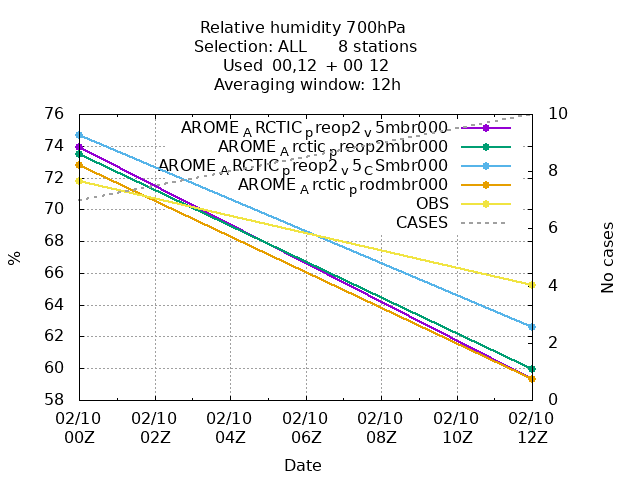 Relative humidity 700hPa
Selection: ALL 8 stations
Used 00,12 + 00 12
Averaging window: 12h
76
74
72
70
68
66
64
62
60
58
%
10
8
6
4
2
0
No cases
AROME_ARCTIC_preop2_v5mbr000
AROME_Arctic_preop2mbr000
AROME_ARCTIC_preop2_v5_CSmbr000
AROME_Arctic_prodmbr000
OBS
CASES
02/10 02/10 02/10 02/10 02/10 02/10 02/10
00Z 02Z 04Z 06Z 08Z 10Z 12Z
Date